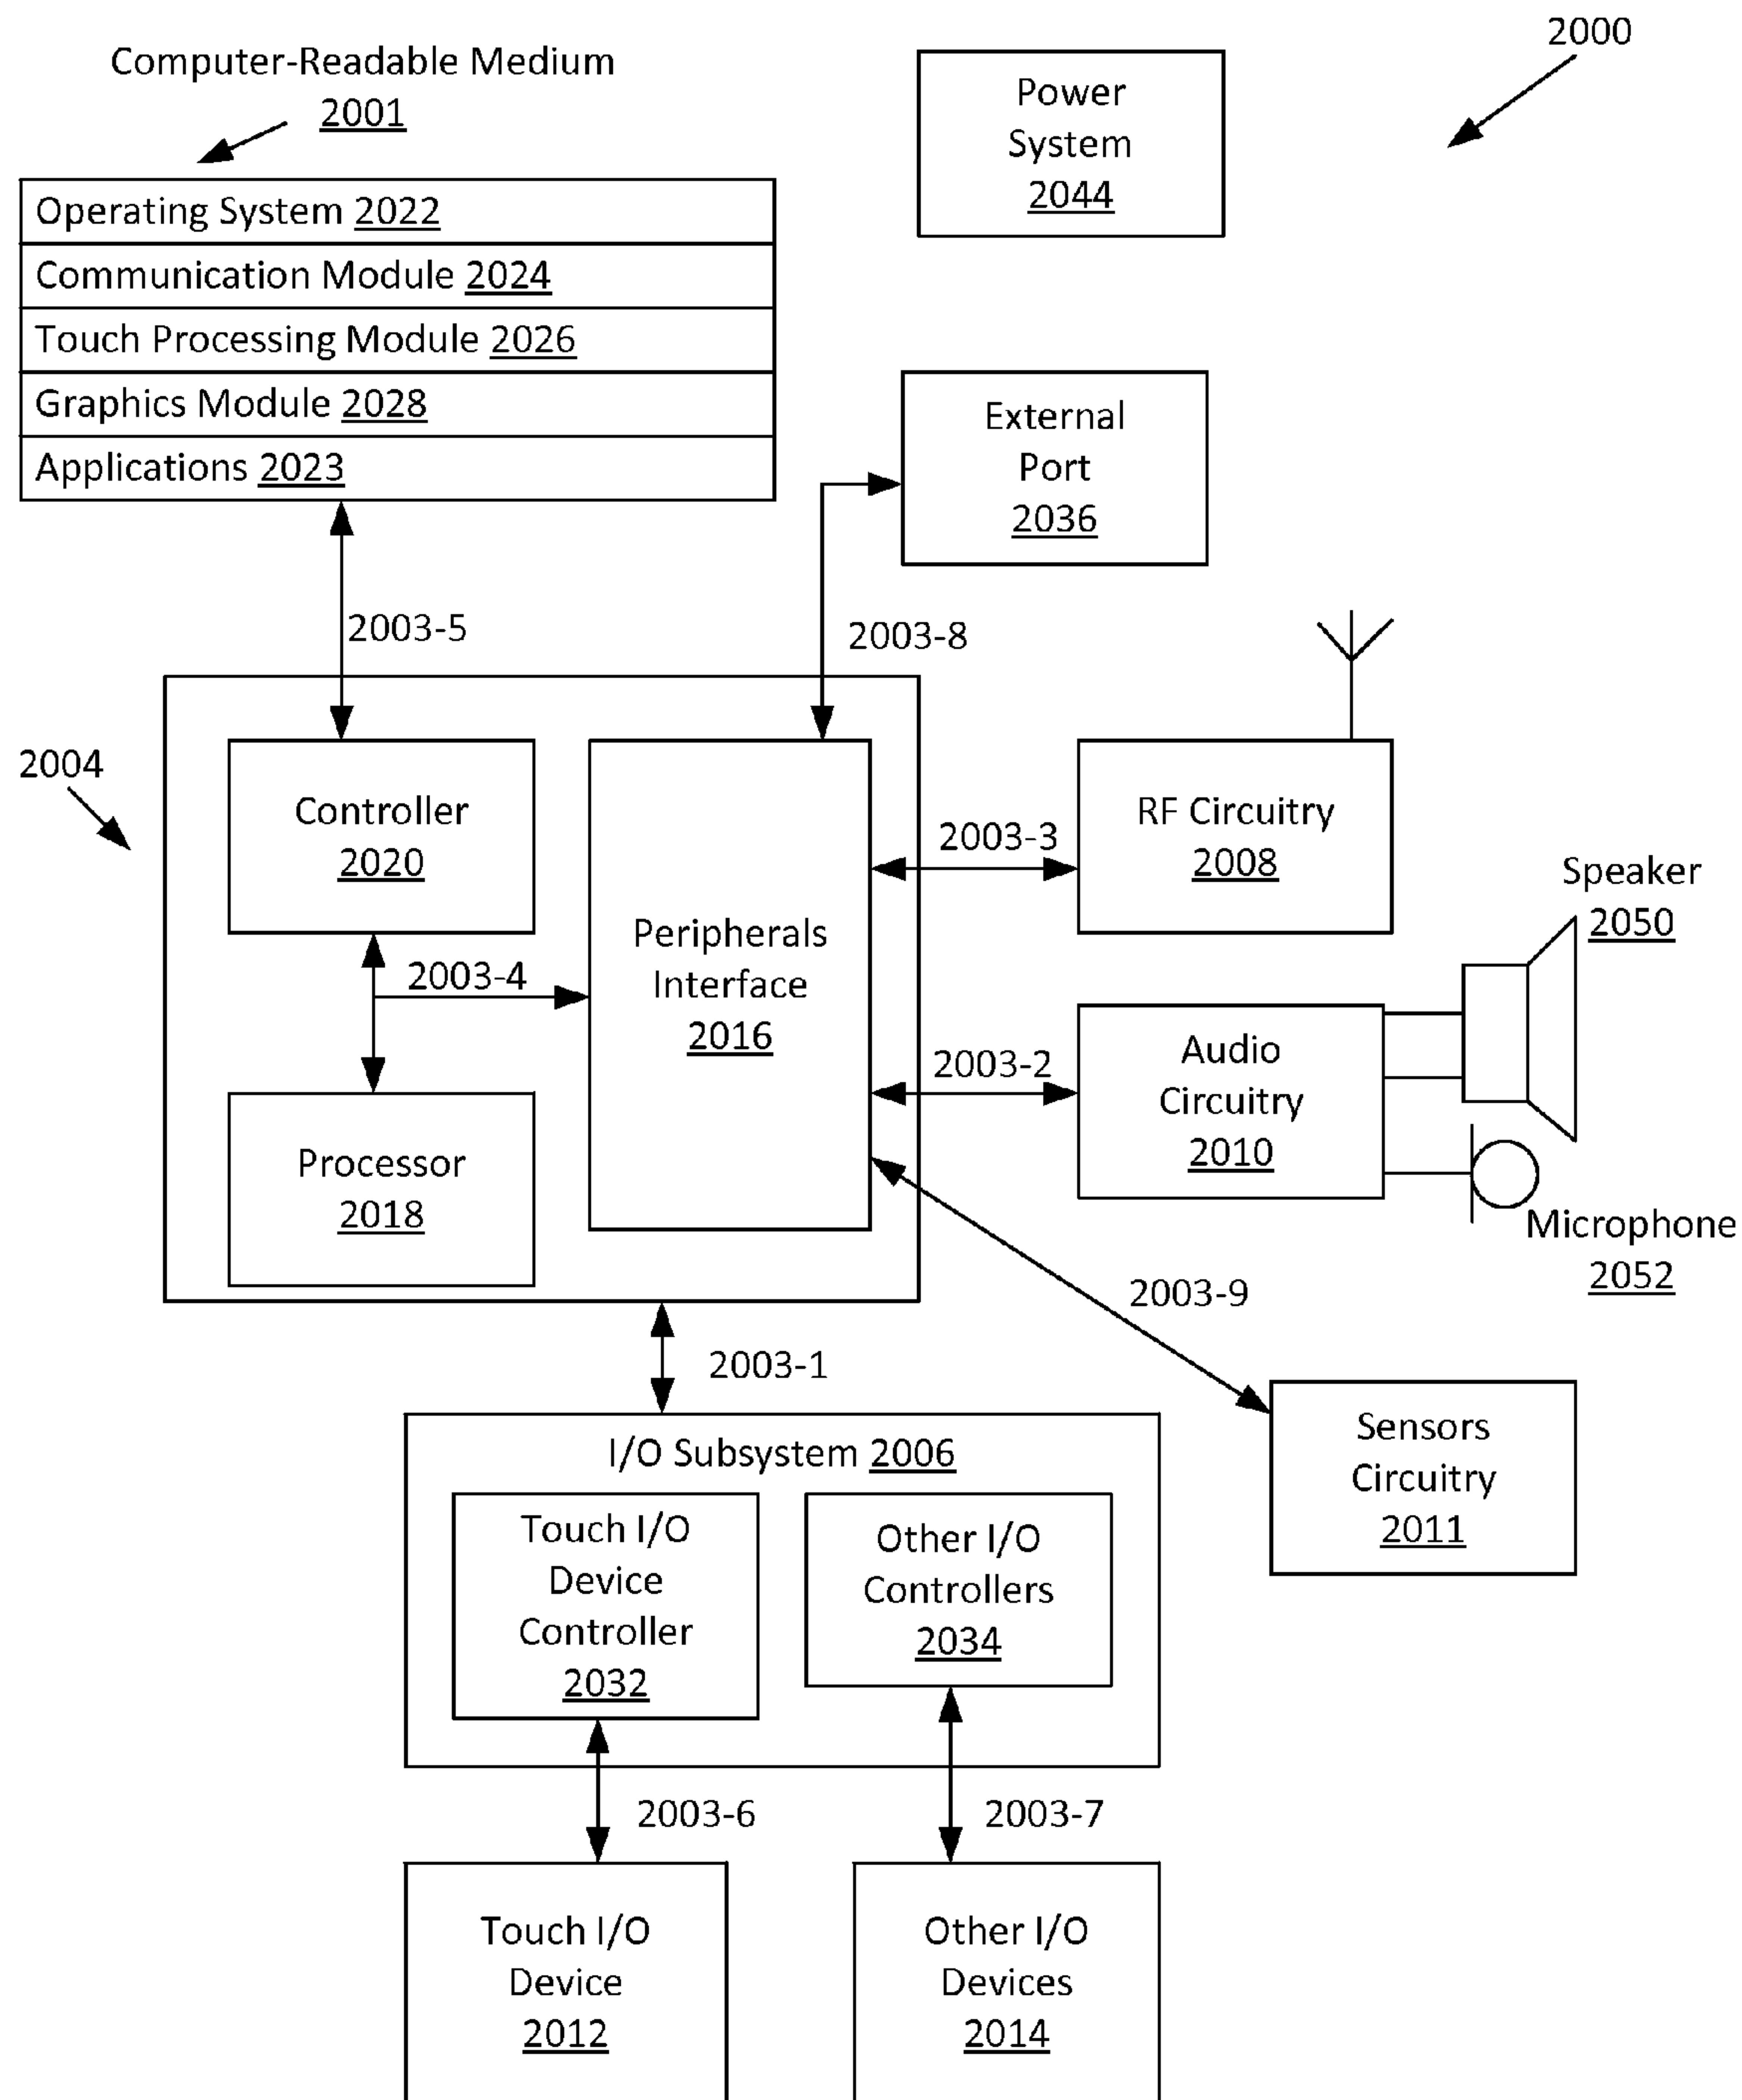 2000
Computer-Readable Medium
2001
Power
System
2044
Operating System 2022
Communication Module 2024
Touch Processing Module 2026
Graphics Module 2028
Applications 2023
External
Port
2036
2003-5
2003-8
2004
Controller
2020
RF Circuitry
2008
2003-3
Speaker
2050
Peripherals
Interface
2016
2003-4
Audio
Circuitry
2010
2003-2
Processor
2018
Microphone
2052
2003-9
2003-1
I/O Subsystem 2006
Sensors
Circuitry
2011
Touch I/O
Device
Controller
2032
Other I/O
Controllers
2034
2003-6
2003-7
Touch I/O
Device
2012
Other I/O
Devices
2014